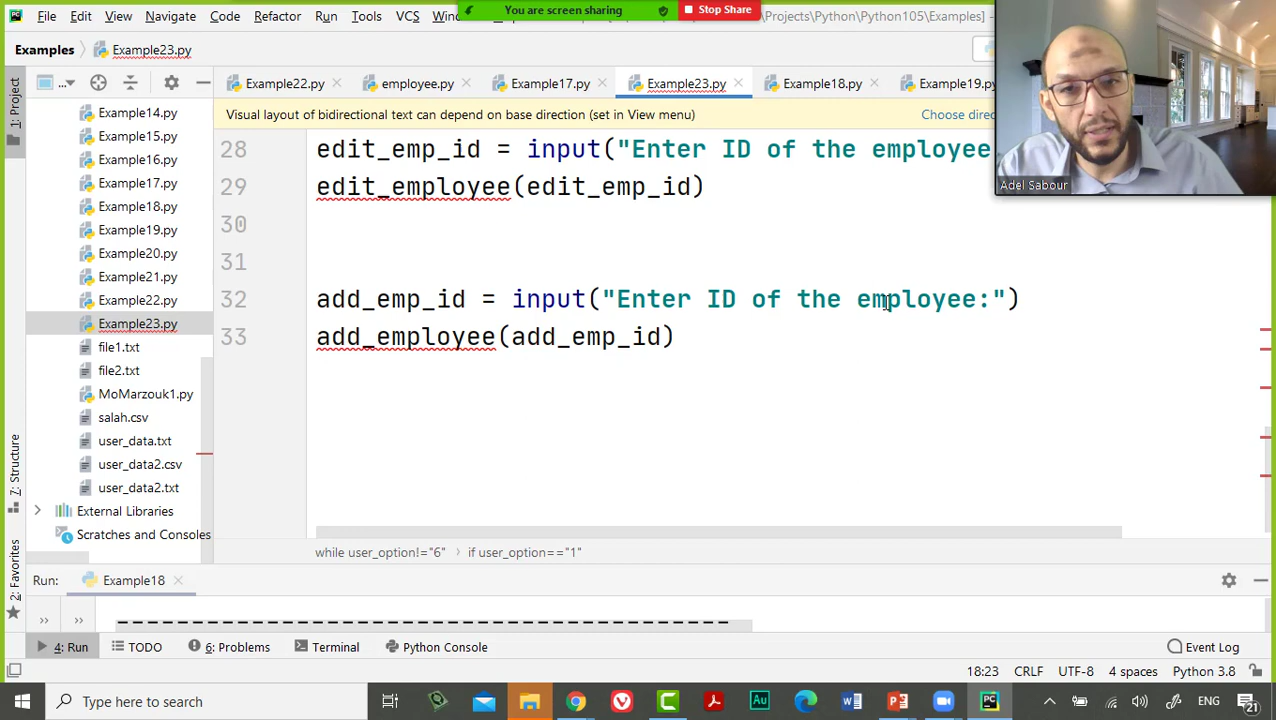 File Edit View Navigate Code Refactor Run Tools VCS
You are screen sharing
Stop Share
\Projects\Python\Python105\Examples] -
Examples
Example23.py
Example22.py
employee.py
Example17.py
Example23.py
Example18.py
Example19.py
1: Project
Visual layout of bidirectional text can depend on base direction (set in View menu)
Example14.py
Example15.py
Example16.py
Example17.py
Example18.py
Example19.py
Example20.py
Example21.py
Example22.py
Example23.py
file1.txt
file2.txt
MoMarzouk1.py
salah.csv
user_data.txt
user_data2.csv
user_data2.txt
External Libraries
Scratches and Consoles
28 edit_emp_id = input("Enter ID of the employee
29 edit_employee(edit_emp_id)
30
31
32 add_emp_id = input("Enter ID of the employee:")
33 add_employee(add_emp_id)
Adel Sabour
7: Structure
2: Favorites
while user_option!="6" › if user_option=="1"
Run: Example18
---------------------------------------
4: Run TODO 6: Problems Terminal Python Console Event Log
18:23 CRLF UTF-8 4 spaces Python 3.8
Type here to search
ENG
21